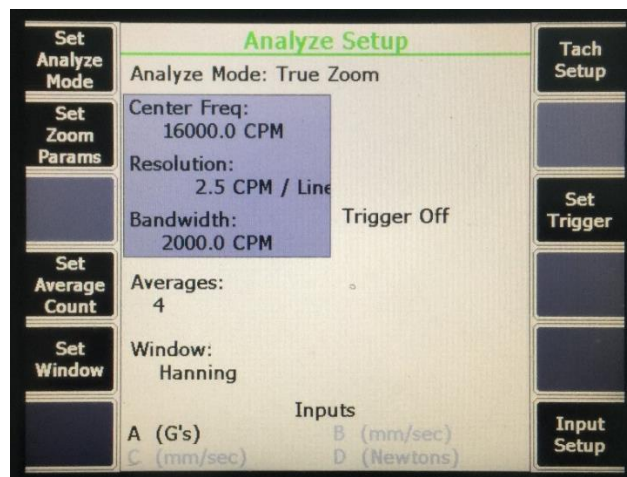 Set
Analyze
Mode
Set
Zoom
Params
Set
Average
Count
Set
Window
Analyze Setup
Analyze Mode: True Zoom
Center Freq:
16000.0 CPM
Resolution:
2.5 CPM / Line
Bandwidth:
2000.0 CPM
Trigger Off
Averages:
4
Window:
Hanning
Inputs
A (G's) B (mm/sec)
C (mm/sec) D (Newtons)
Tach
Setup
Set
Trigger
Input
Setup